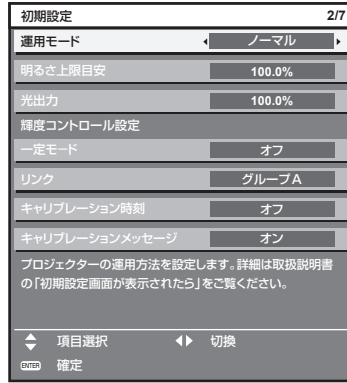 初期設定 2/7
運用モード ノーマル
明るさ上限目安 100.0%
光出力 100.0%
輝度コントロール設定
一定モード オフ
リンク グループA
キャリブレーション時刻 オフ
キャリブレーションメッセージ オン
プロジェクターの運用方法を設定します。詳細は取扱説明書
の「初期設定画面が表示されたら」をご覧ください。
項目選択 切換
ENTER 確定